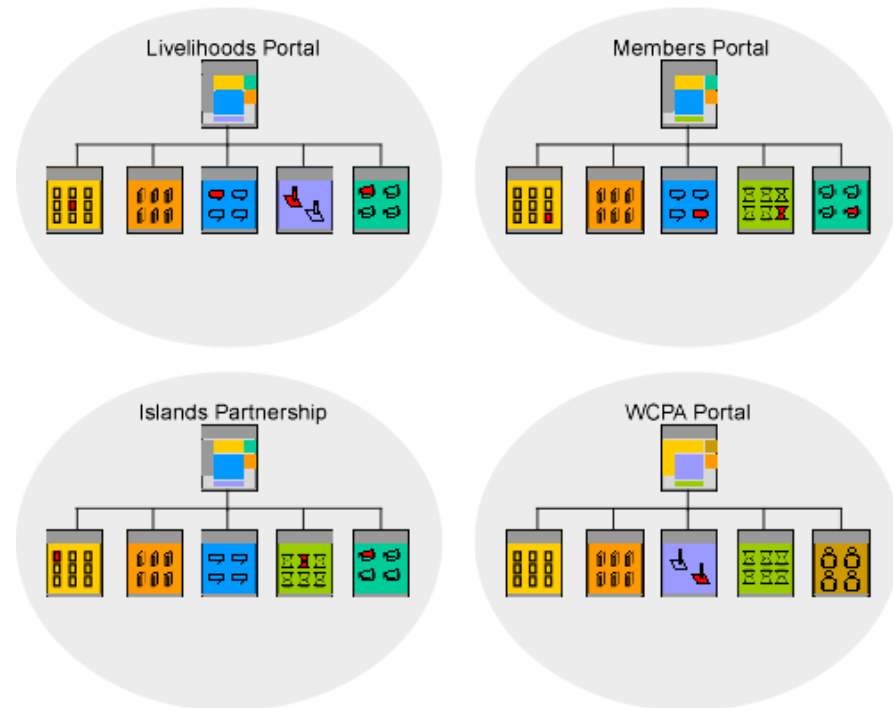 Livelihoods Portal
Members Portal
Islands Partnership
WCPA Portal